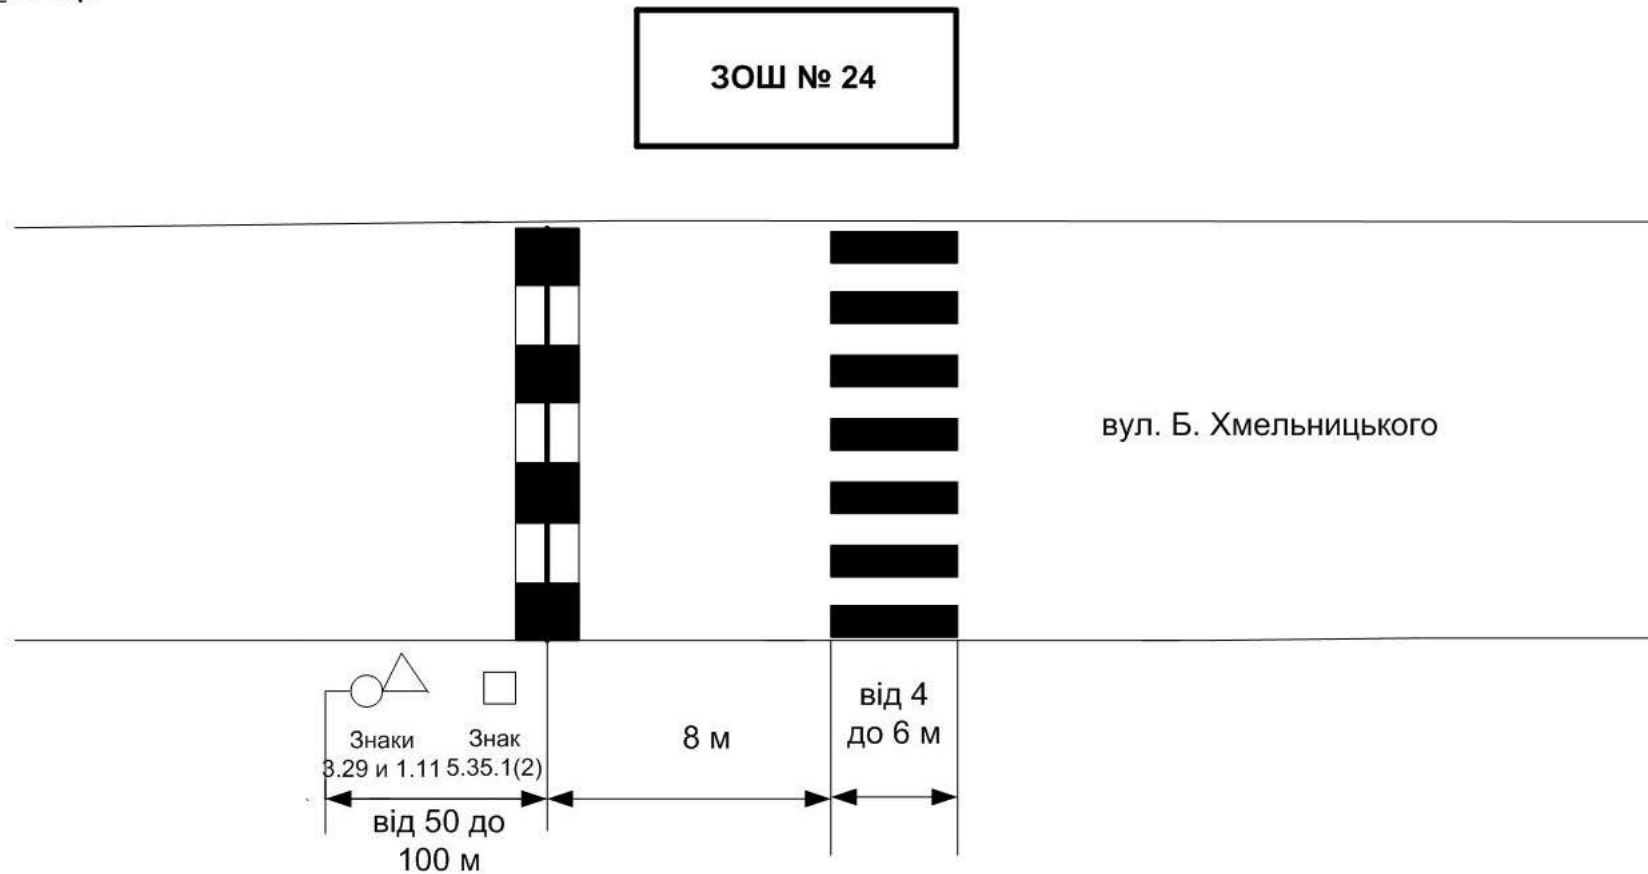 ЗОШ № 24
вул. Б. Хмельницького
Знаки
3.29 и 1.11
Знак
5.35.1(2)
8 м
від 4
до 6 м
від 50 до
100 м